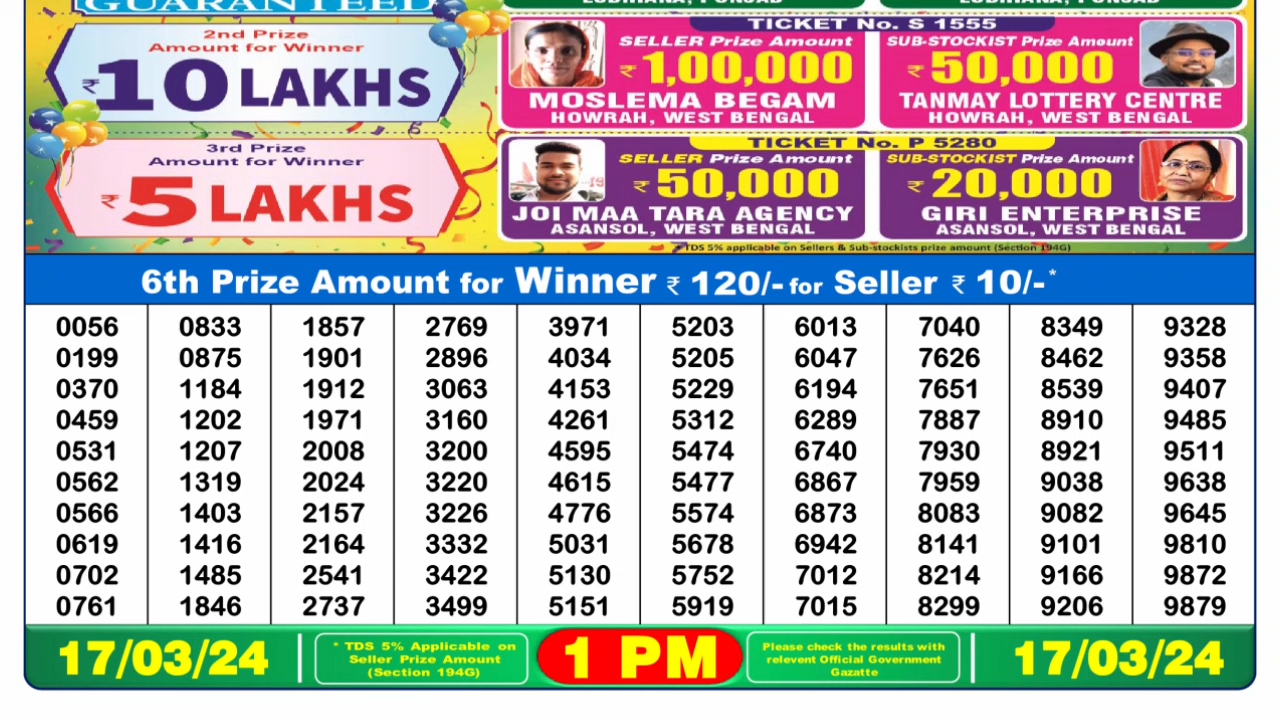 GUARANTEED
LUDHIANA, PUNJAB
LUDHIANA, PUNJAB
2nd Prize
Amount for Winner
₹10 LAKHS
TICKET No. S 1555
SELLER Prize Amount
₹ 1,00,000
MOSLEMA BEGAM
HOWRAH, WEST BENGAL
SUB-STOCKIST Prize Amount
₹ 50,000
TANMAY LOTTERY CENTRE
HOWRAH, WEST BENGAL
3rd Prize
Amount for Winner
₹5 LAKHS
TICKET No. P 5280
SELLER Prize Amount
₹ 50,000
JOI MAA TARA AGENCY
ASANSOL, WEST BENGAL
SUB-STOCKIST Prize Amount
₹ 20,000
GIRI ENTERPRISE
ASANSOL, WEST BENGAL
*TDS 5% applicable on Sellers & Sub-stockists prize amount (Section 194G)
6th Prize Amount for Winner ₹ 120/- for Seller ₹ 10/-*
0056 0833 1857 2769 3971 5203 6013 7040 8349 9328
0199 0875 1901 2896 4034 5205 6047 7626 8462 9358
0370 1184 1912 3063 4153 5229 6194 7651 8539 9407
0459 1202 1971 3160 4261 5312 6289 7887 8910 9485
0531 1207 2008 3200 4595 5474 6740 7930 8921 9511
0562 1319 2024 3220 4615 5477 6867 7959 9038 9638
0566 1403 2157 3226 4776 5574 6873 8083 9082 9645
0619 1416 2164 3332 5031 5678 6942 8141 9101 9810
0702 1485 2541 3422 5130 5752 7012 8214 9166 9872
0761 1846 2737 3499 5151 5919 7015 8299 9206 9879
17/03/24
* TDS 5% Applicable on
Seller Prize Amount
(Section 194G)
1 PM
Please check the results with
relevent Official Government
Gazatte
17/03/24